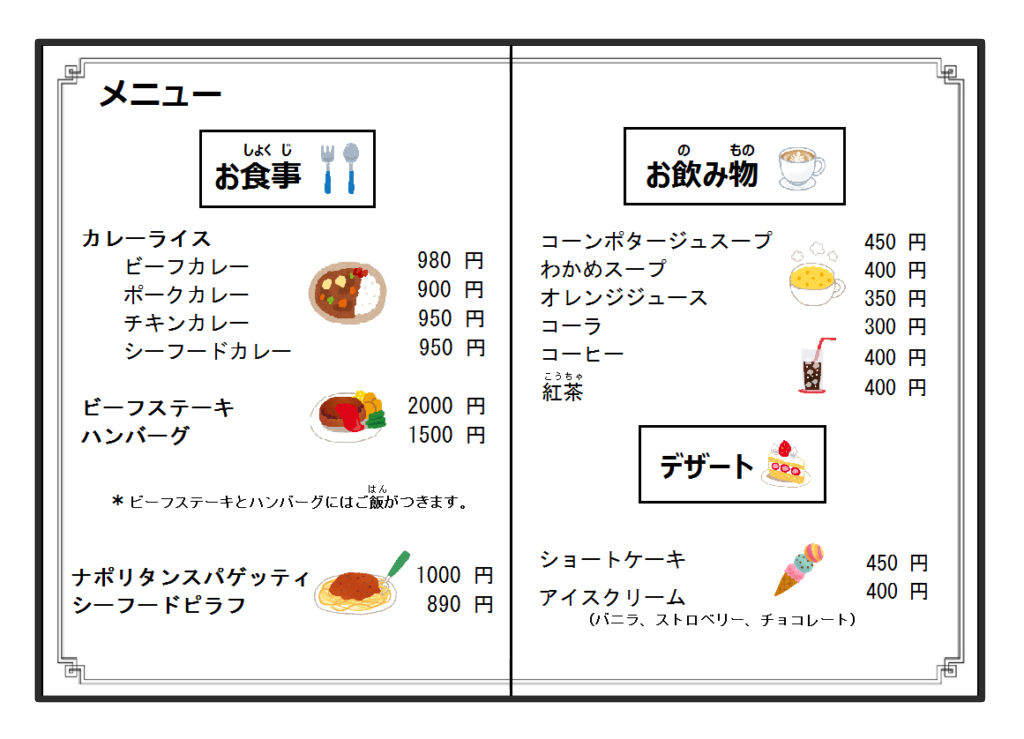 メニュー
しょく じ
お食事
カレーライス
ビーフカレー 980 円
ポークカレー 900 円
チキンカレー 950 円
シーフードカレー 950 円
ビーフステーキ 2000 円
ハンバーグ 1500 円
はん
* ビーフステーキとハンバーグにはご飯がつきます。
ナポリタンスパゲッティ 1000 円
シーフードピラフ 890 円
の もの
お飲み物
コーンポタージュスープ 450 円
わかめスープ 400 円
オレンジジュース 350 円
コーラ 300 円
コーヒー 400 円
こうちゃ
紅茶 400 円
デザート
ショートケーキ 450 円
アイスクリーム 400 円
(バニラ、ストロベリー、チョコレート)